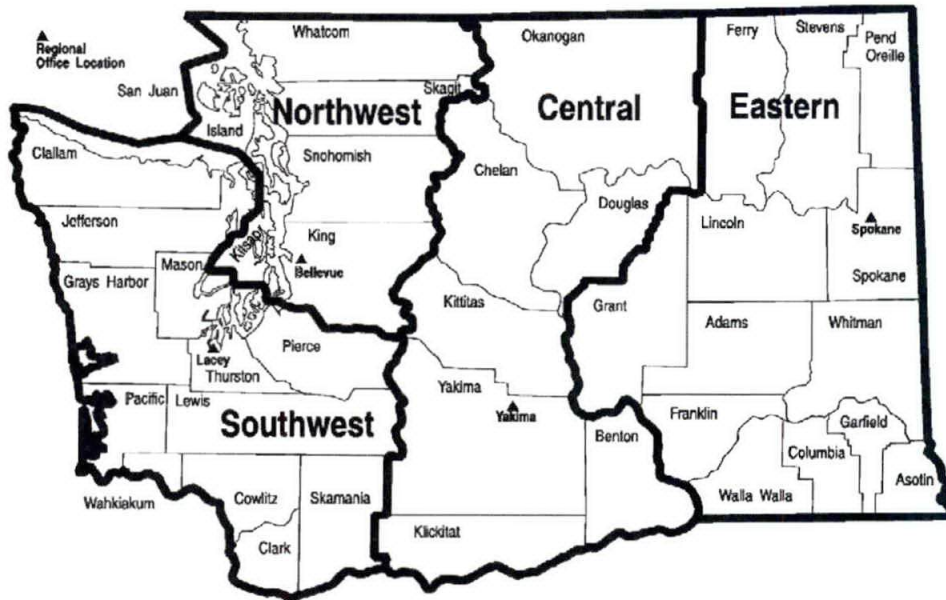 Regional
Office Location
Whatcom
Okanogan
Ferry
Stevens
Pend
Oreille
San Juan
Skagit
Northwest
Central
Eastern
Island
Clallam
Snohomish
Chelan
Douglas
Jefferson
Lincoln
Spokane
King
Kitsap
Bellevue
Mason
Grays Harbor
Spokane
Kittitas
Grant
Adams
Whitman
Pierce
Lacey
Thurston
Yakima
Yakima
Pacific
Lewis
Southwest
Benton
Franklin
Garfield
Columbia
Asotin
Wahkiakum
Cowlitz
Skamania
Walla Walla
Clark
Klickitat